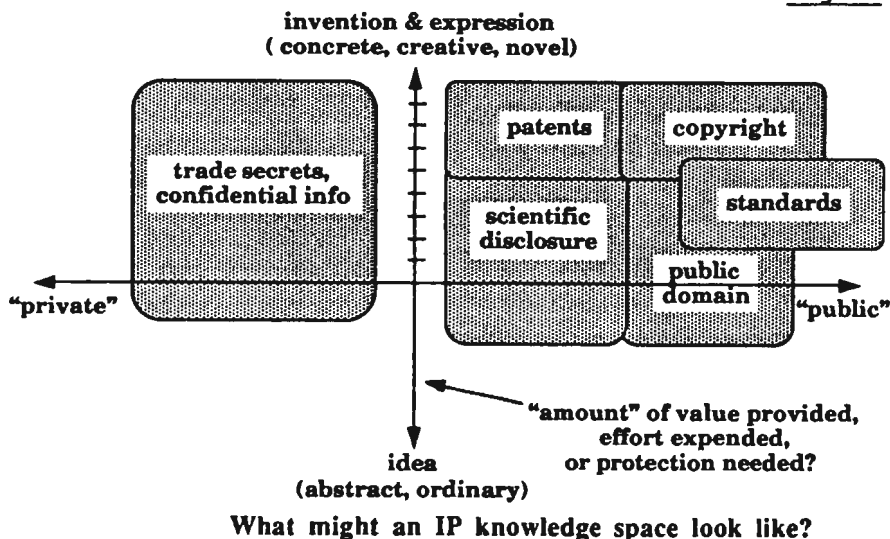 invention & expression
( concrete, creative, novel)
patents
copyright
trade secrets,
confidential info
standards
scientific
disclosure
public
domain
“private”
“public”
“amount” of value provided,
effort expended,
or protection needed?
idea
(abstract, ordinary)
What might an IP knowledge space look like?